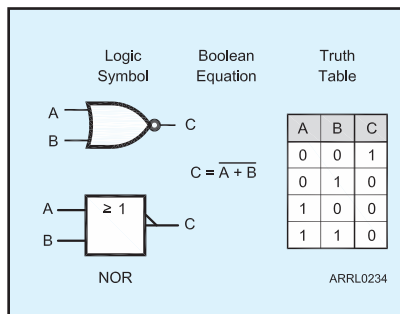 Logic Symbol
Boolean Equation
Truth Table
A
B
C
C = \overline{A + B}
A
B
≥ 1
C
NOR
A B C
0 0 1
0 1 0
1 0 0
1 1 0
ARRL0234